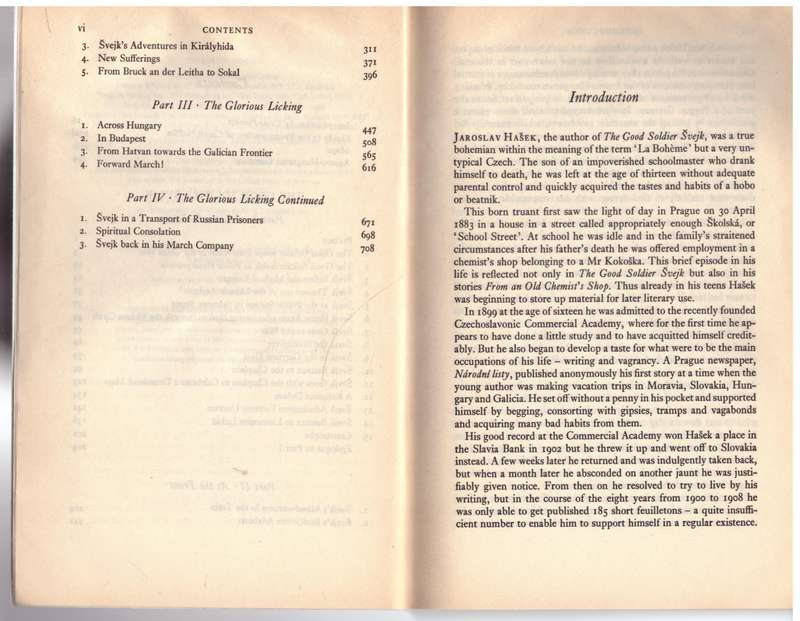 vi CONTENTS
3. Švejk's Adventures in Királyhida 311
4. New Sufferings 371
5. From Bruck an der Leitha to Sokal 396
Part III · The Glorious Licking
1. Across Hungary 447
2. In Budapest 508
3. From Hatvan towards the Galician Frontier 565
4. Forward March! 616
Part IV · The Glorious Licking Continued
1. Švejk in a Transport of Russian Prisoners 671
2. Spiritual Consolation 698
3. Švejk back in his March Company 708
Introduction
JAROSLAV HAŠEK, the author of The Good Soldier Švejk, was a true
bohemian within the meaning of the term 'La Bohème' but a very un-
typical Czech. The son of an impoverished schoolmaster who drank
himself to death, he was left at the age of thirteen without adequate
parental control and quickly acquired the tastes and habits of a hobo
or beatnik.
This born truant first saw the light of day in Prague on 30 April
1883 in a house in a street called appropriately enough Školská, or
'School Street'. At school he was idle and in the family's straitened
circumstances after his father's death he was offered employment in a
chemist's shop belonging to a Mr Kokoška. This brief episode in his
life is reflected not only in The Good Soldier Švejk but also in his
stories From an Old Chemist's Shop. Thus already in his teens Hašek
was beginning to store up material for later literary use.
In 1899 at the age of sixteen he was admitted to the recently founded
Czechoslavonic Commercial Academy, where for the first time he ap-
pears to have done a little study and to have acquitted himself credit-
ably. But he also began to develop a taste for what were to be the main
occupations of his life – writing and vagrancy. A Prague newspaper,
Národní listy, published anonymously his first story at a time when the
young author was making vacation trips in Moravia, Slovakia, Hun-
gary and Galicia. He set off without a penny in his pocket and supported
himself by begging, consorting with gipsies, tramps and vagabonds
and acquiring many bad habits from them.
His good record at the Commercial Academy won Hašek a place in
the Slavia Bank in 1902 but he threw it up and went off to Slovakia
instead. A few weeks later he returned and was indulgently taken back,
but when a month later he absconded on another jaunt he was justi-
fiably given notice. From then on he resolved to try to live by his
writing, but in the course of the eight years from 1900 to 1908 he
was only able to get published 185 short feuilletons – a quite insuffi-
cient number to enable him to support himself in a regular existence.